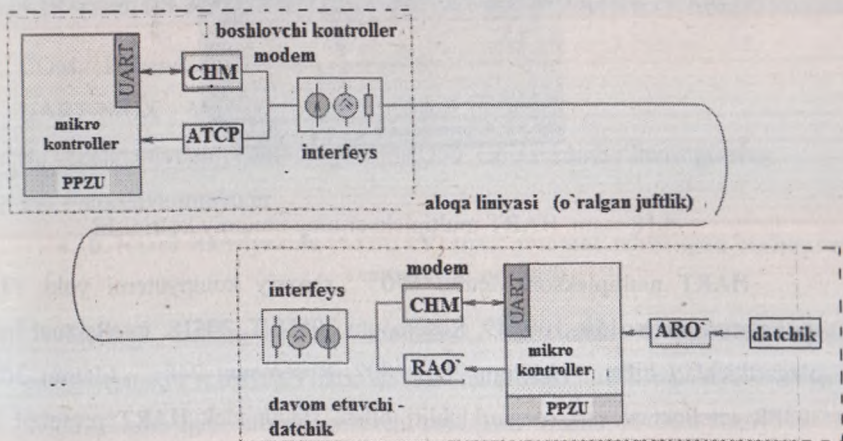 boshlovchi kontroller
modem
UART
CHM
mikro
kontroller
ATCP
PPZU
interfeys
aloqa liniyasi (o`ralgan juftlik)
modem
interfeys
CHM
UART
ARO`
datchik
RAO`
mikro
kontroller
davom etuvchi
datchik
PPZU